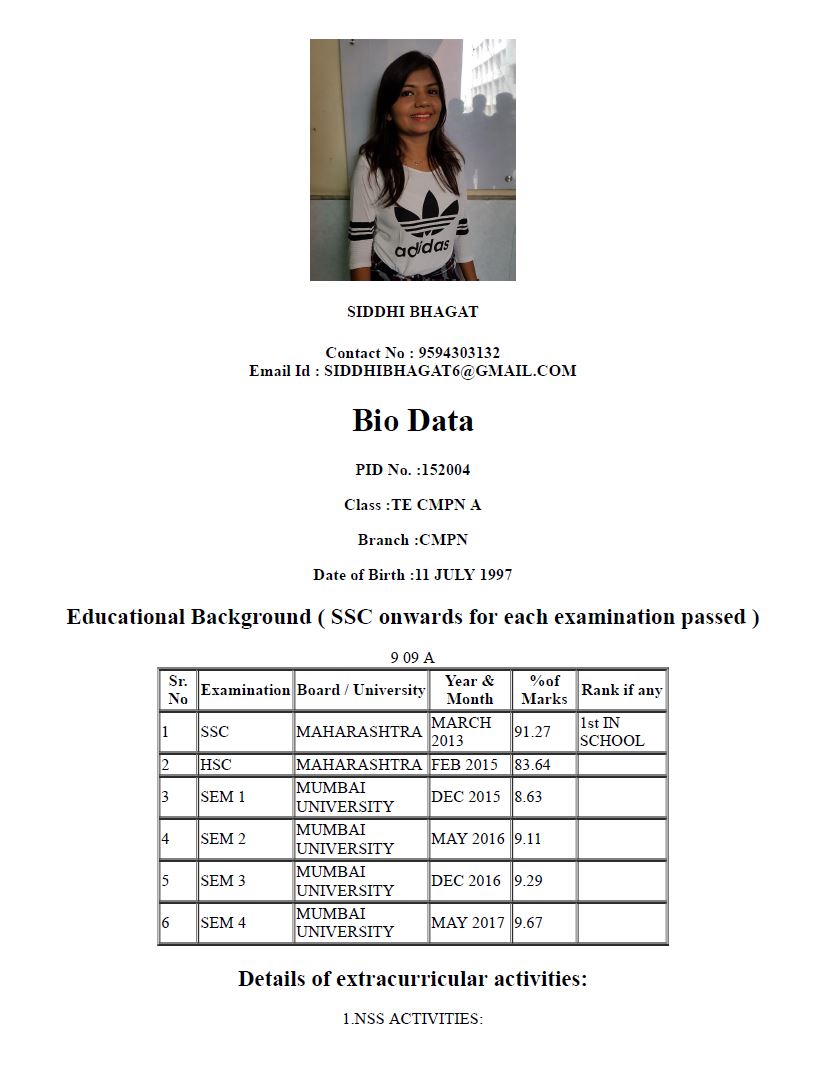 adidas
SIDDHI BHAGAT
Contact No : 9594303132
Email Id : SIDDHIBHAGAT6@GMAIL.COM
Bio Data
PID No. :152004
Class :TE CMPN A
Branch :CMPN
Date of Birth :11 JULY 1997
Educational Background ( SSC onwards for each examination passed )
9 09 A
Sr. No Examination Board / University Year & Month %of Marks Rank if any
1 SSC MAHARASHTRA MARCH 2013 91.27 1st IN SCHOOL
2 HSC MAHARASHTRA FEB 2015 83.64
3 SEM 1 MUMBAI UNIVERSITY DEC 2015 8.63
4 SEM 2 MUMBAI UNIVERSITY MAY 2016 9.11
5 SEM 3 MUMBAI UNIVERSITY DEC 2016 9.29
6 SEM 4 MUMBAI UNIVERSITY MAY 2017 9.67
Details of extracurricular activities:
1.NSS ACTIVITIES: